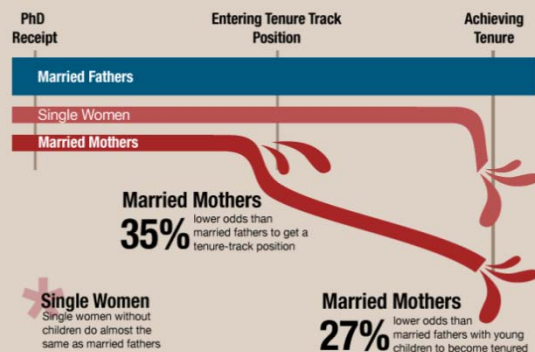 PhD
Receipt
Entering Tenure Track
Position
Achieving
Tenure
Married Fathers
Single Women
Married Mothers
Married Mothers
35% lower odds than
married fathers to get a
tenure-track position
Single Women
Single women without
children do almost the
same as married fathers
Married Mothers
27% lower odds than
married fathers with young
children to become tenured